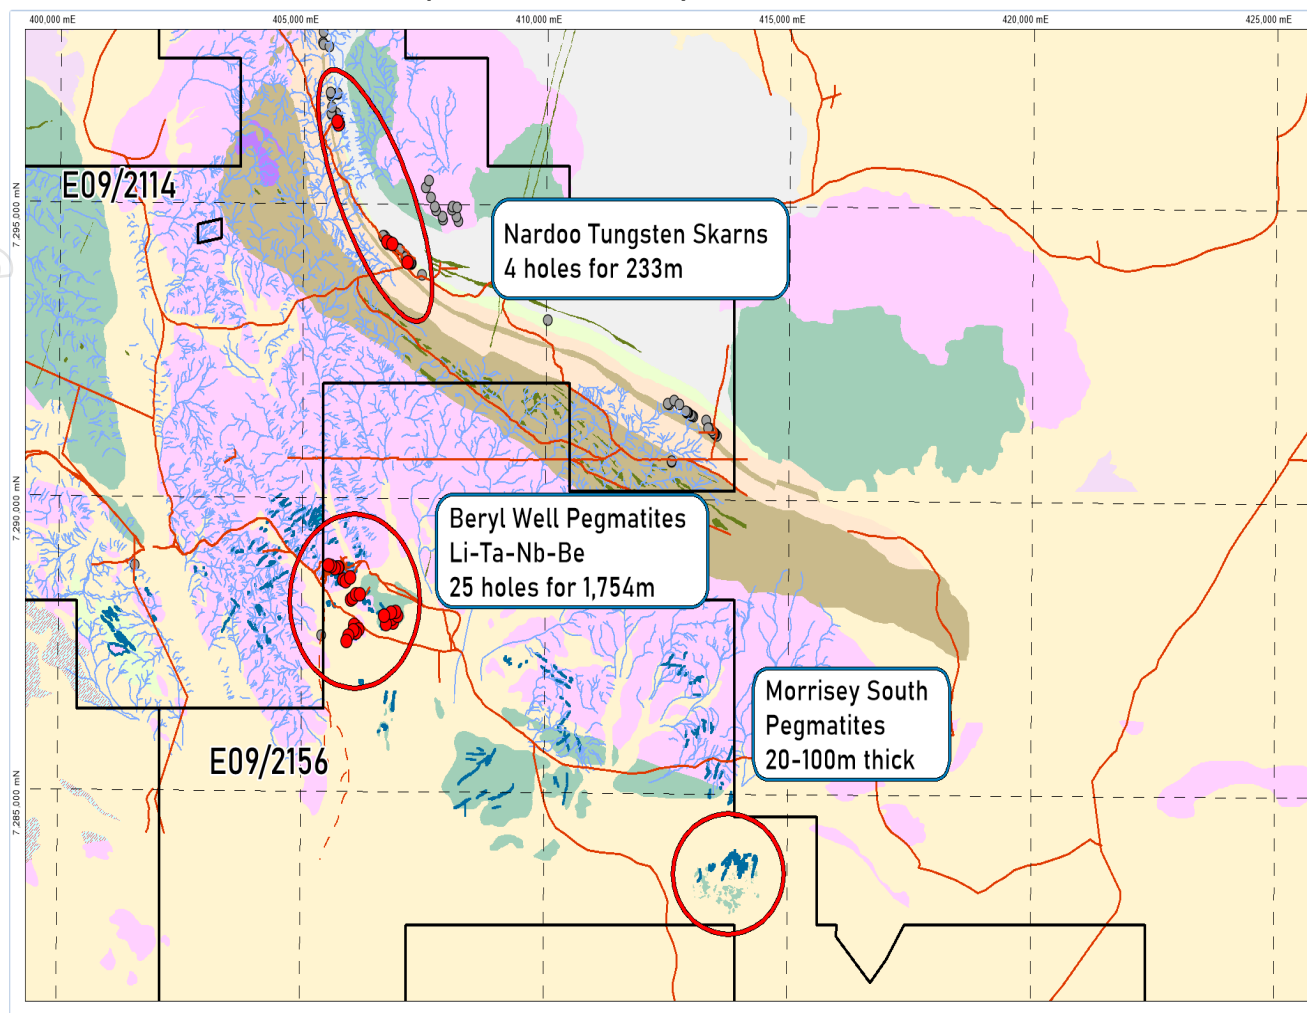 400,000 mE 405,000 mE 410,000 mE 415,000 mE 420,000 mE 425,000 mE
E09/2114
7 295,000 mN
Nardoo Tungsten Skarns
4 holes for 233m
7 290,000 mN
Beryl Well Pegmatites
Li-Ta-Nb-Be
25 holes for 1,754m
Morrisey South
Pegmatites
20-100m thick
E09/2156
7 285,000 mN